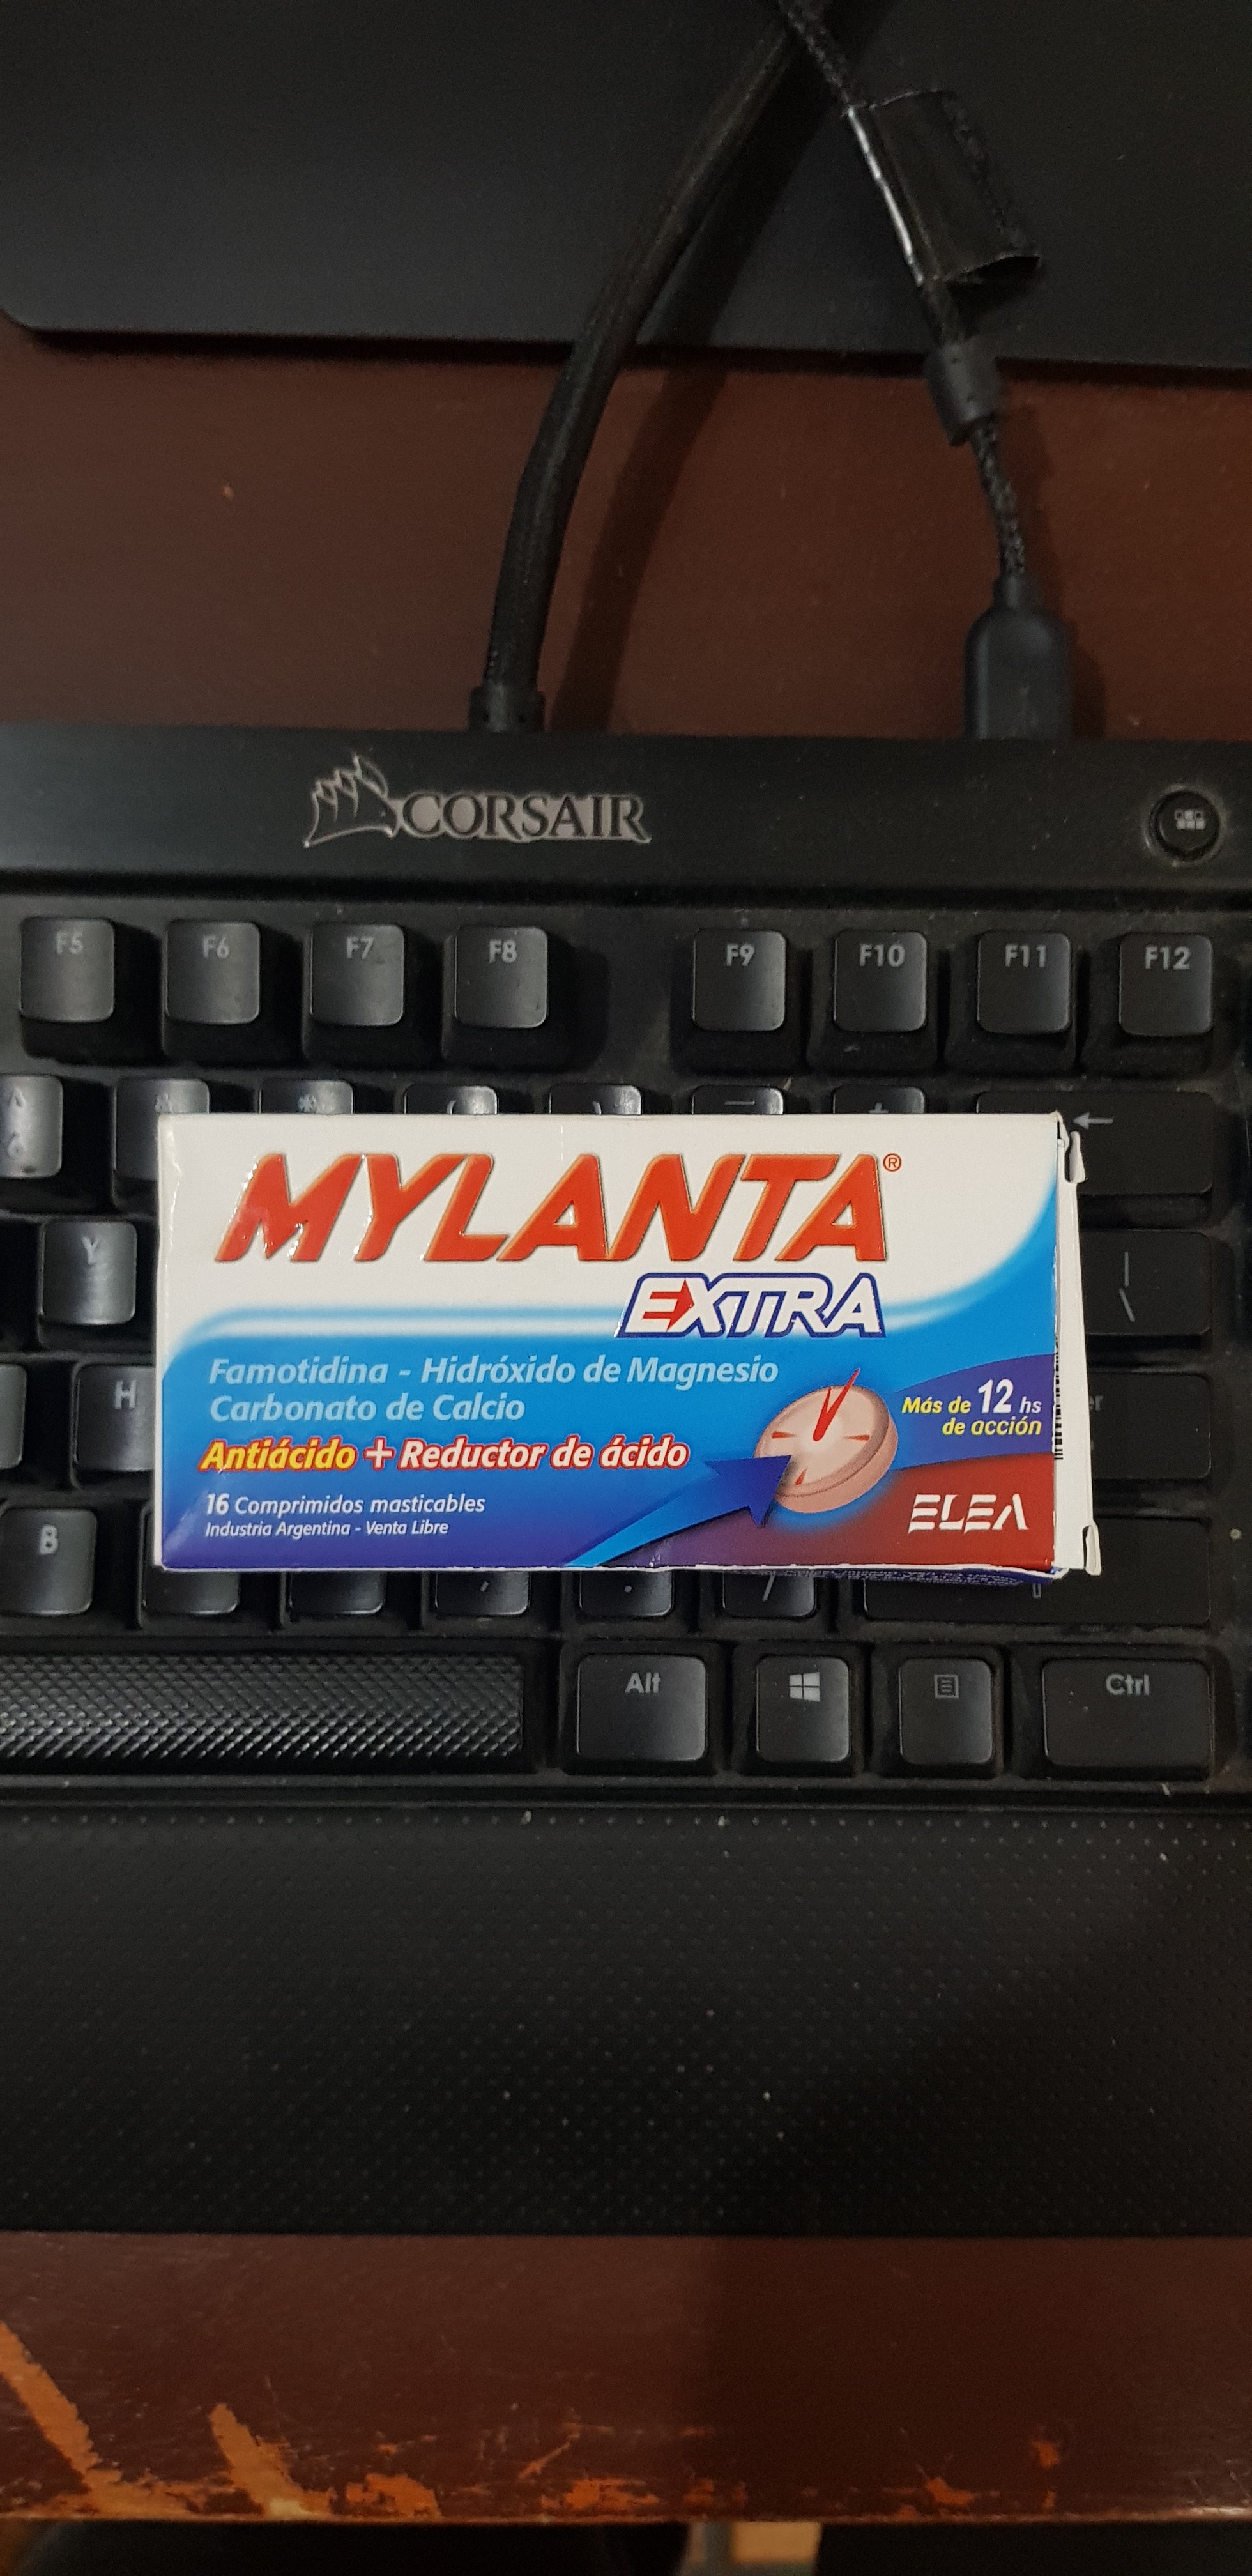 MYLANTA®
EXTRA
Famotidina - Hidróxido de Magnesio
Carbonato de Calcio
Antiácido + Reductor de ácido
16 Comprimidos masticables
Industria Argentina - Venta Libre
Más de 12 hs
de acción
ELEA
CORSAIR
F5
F6
F7
F8
F9
F10
F11
F12
Y
H
B
Alt
Ctrl